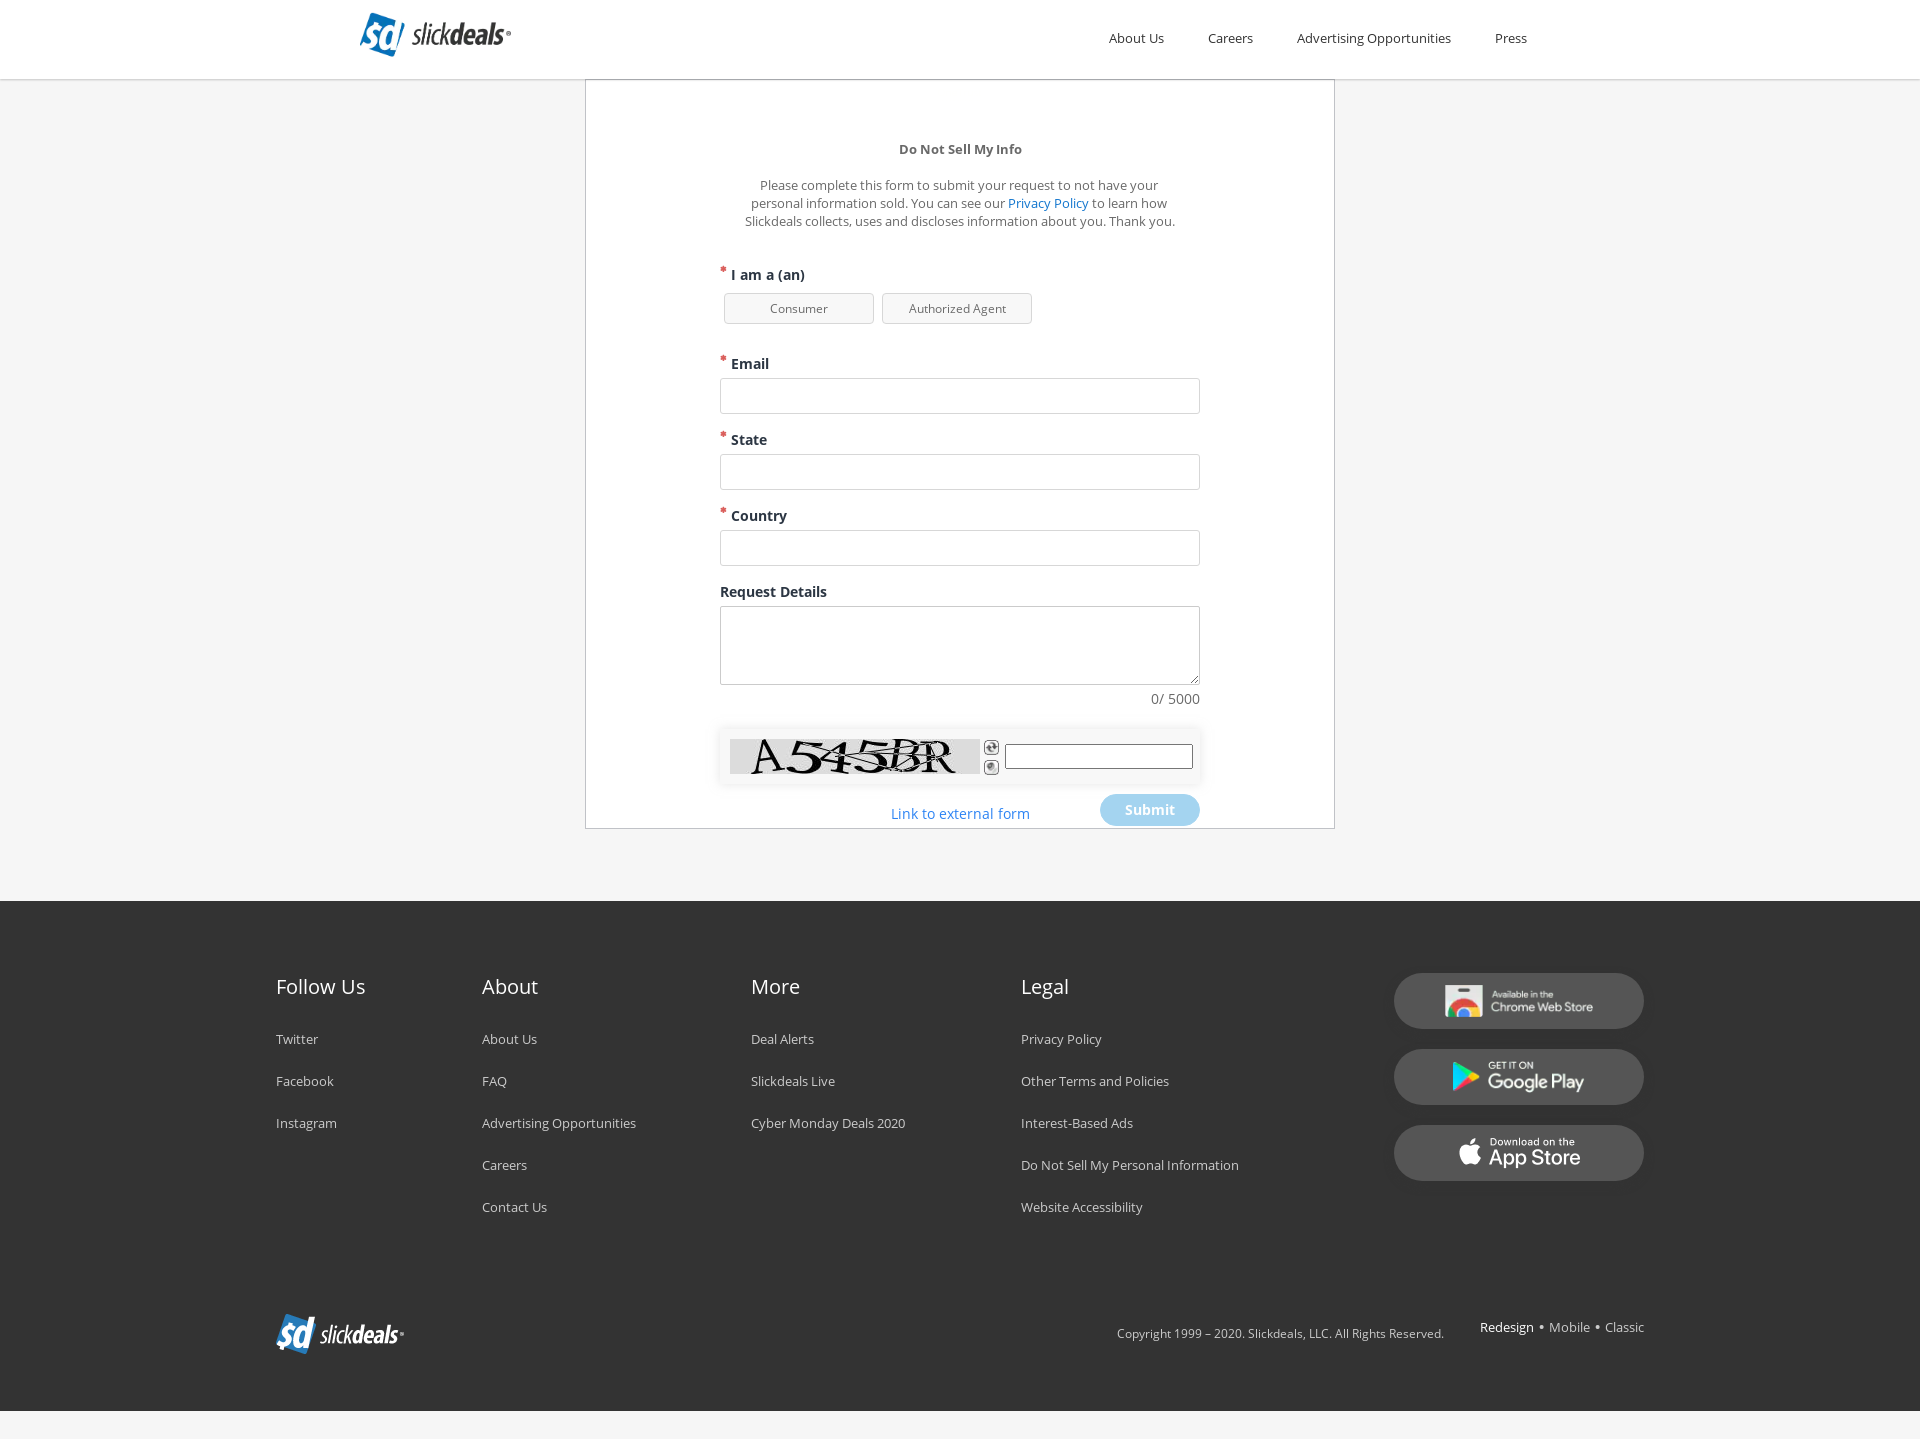 $d slickdeals
About Us
Careers
Advertising Opportunities
Press
Do Not Sell My Info
Please complete this form to submit your request to not have your
personal information sold. You can see our Privacy Policy to learn how
Slickdeals collects, uses and discloses information about you. Thank you.
* I am a (an)
Consumer
Authorized Agent
* Email
* State
* Country
Request Details
0/ 5000
Link to external form
Submit
Follow Us
Twitter
Facebook
Instagram
About
About Us
FAQ
Advertising Opportunities
Careers
Contact Us
More
Deal Alerts
Slickdeals Live
Cyber Monday Deals 2020
Legal
Privacy Policy
Other Terms and Policies
Interest-Based Ads
Do Not Sell My Personal Information
Website Accessibility
Available in the
Chrome Web Store
GET IT ON
Google Play
Download on the
App Store
$d slickdeals
Copyright 1999 – 2020. Slickdeals, LLC. All Rights Reserved.
Redesign • Mobile • Classic